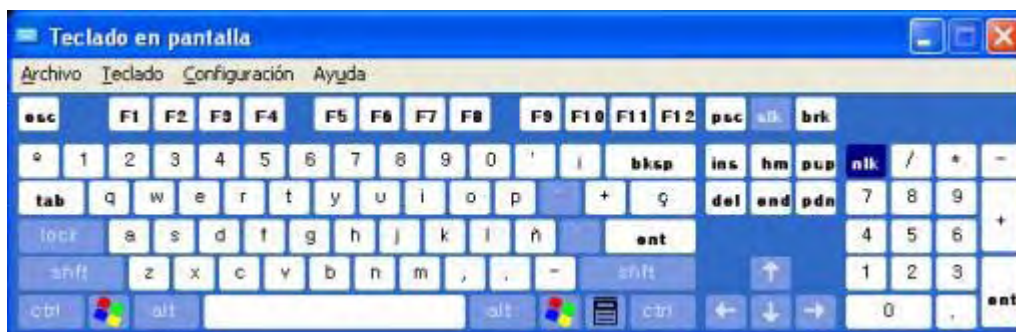 Teclado en pantalla
Archivo Teclado Configuración Ayuda
esc F1 F2 F3 F4 F5 F6 F7 F8 F9 F10 F11 F12 psc slk brk
º 1 2 3 4 5 6 7 8 9 0 ' ¡ bksp ins hm pup nlk / * -
tab q w e r t y u i o p + ç del end pdn 7 8 9 +
lock a s d f g h j k l ñ ent 4 5 6
shft z x c v b n m , . - shft ↑ 1 2 3 ent
ctrl alt alt ctrl ← ↓ → 0 .